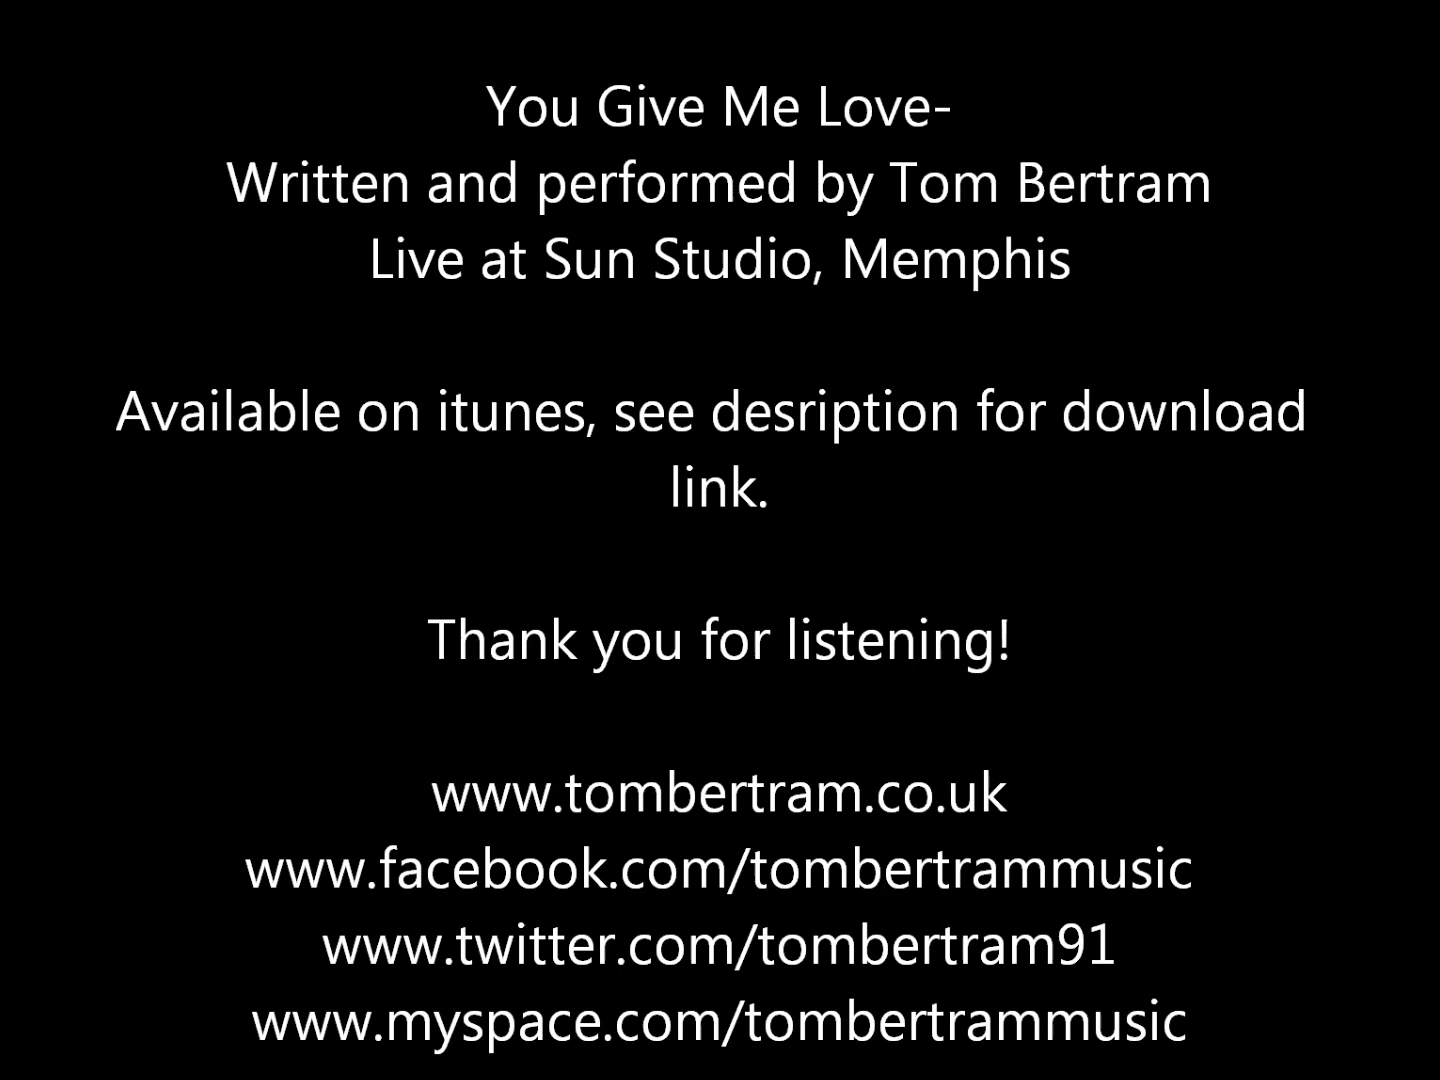 You Give Me Love-
Written and performed by Tom Bertram
Live at Sun Studio, Memphis
Available on itunes, see desription for download
link.
Thank you for listening!
www.tombertram.co.uk
www.facebook.com/tombertrammusic
www.twitter.com/tombertram91
www.myspace.com/tombertrammusic